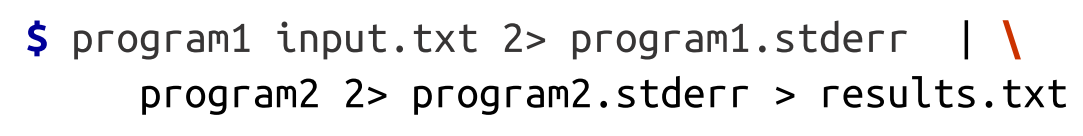 $ program1 input.txt 2> program1.stderr | \
program2 2> program2.stderr > results.txt